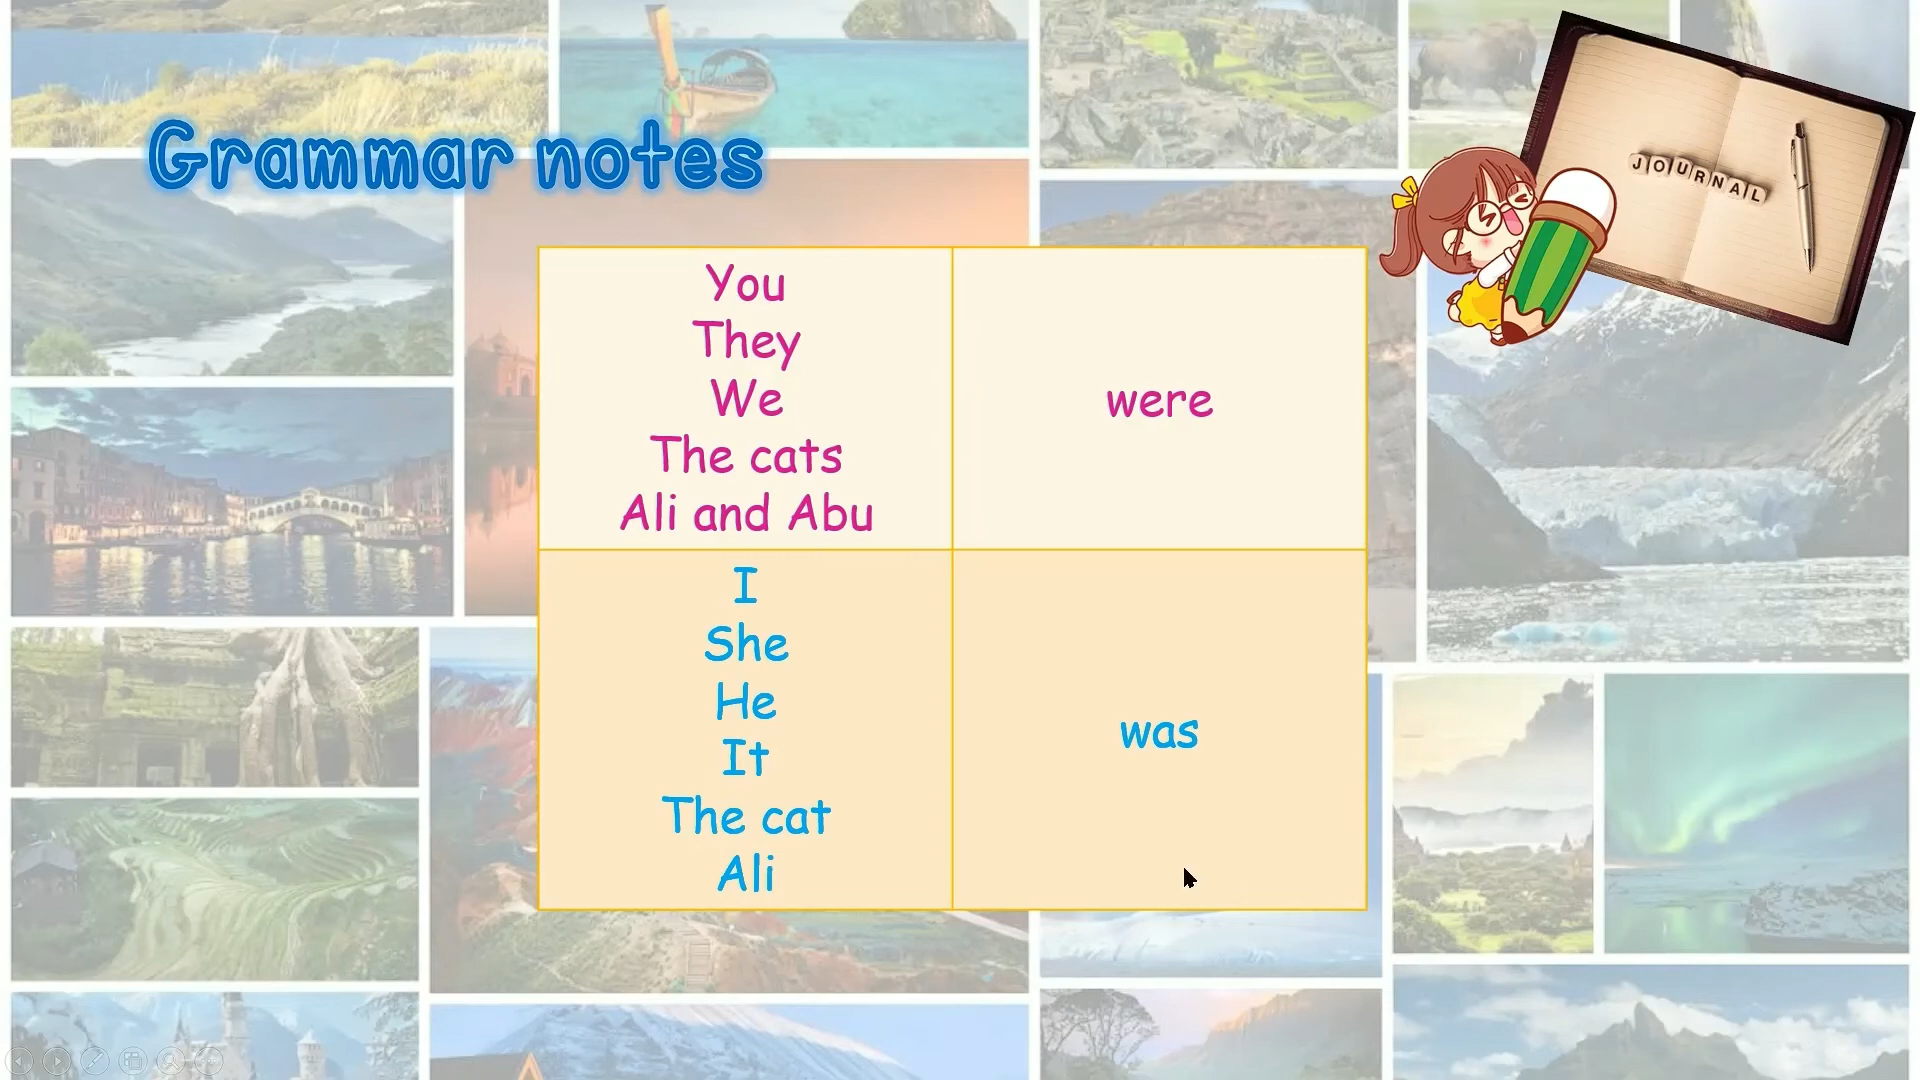 Grammar notes
JOURNAL
You
They
We
The cats
Ali and Abu
were
I
She
He
It
The cat
Ali
was